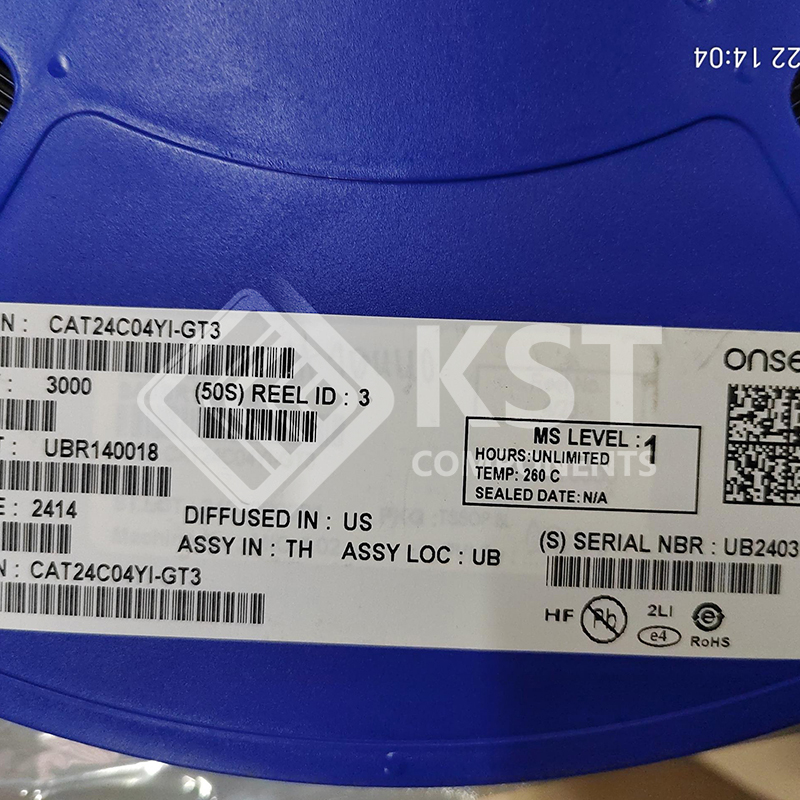 22 14:04
N : CAT24C04YI-GT3
onse
: 3000
(50S) REEL ID : 3
KST
COMPONENTS
MS LEVEL : 1
HOURS:UNLIMITED
TEMP: 260 C
SEALED DATE: N/A
T : UBR140018
E : 2414
DIFFUSED IN : US
ASSY IN : TH ASSY LOC : UB
(S) SERIAL NBR : UB2403
N : CAT24C04YI-GT3
HF Pb 2LI e4 e RoHS